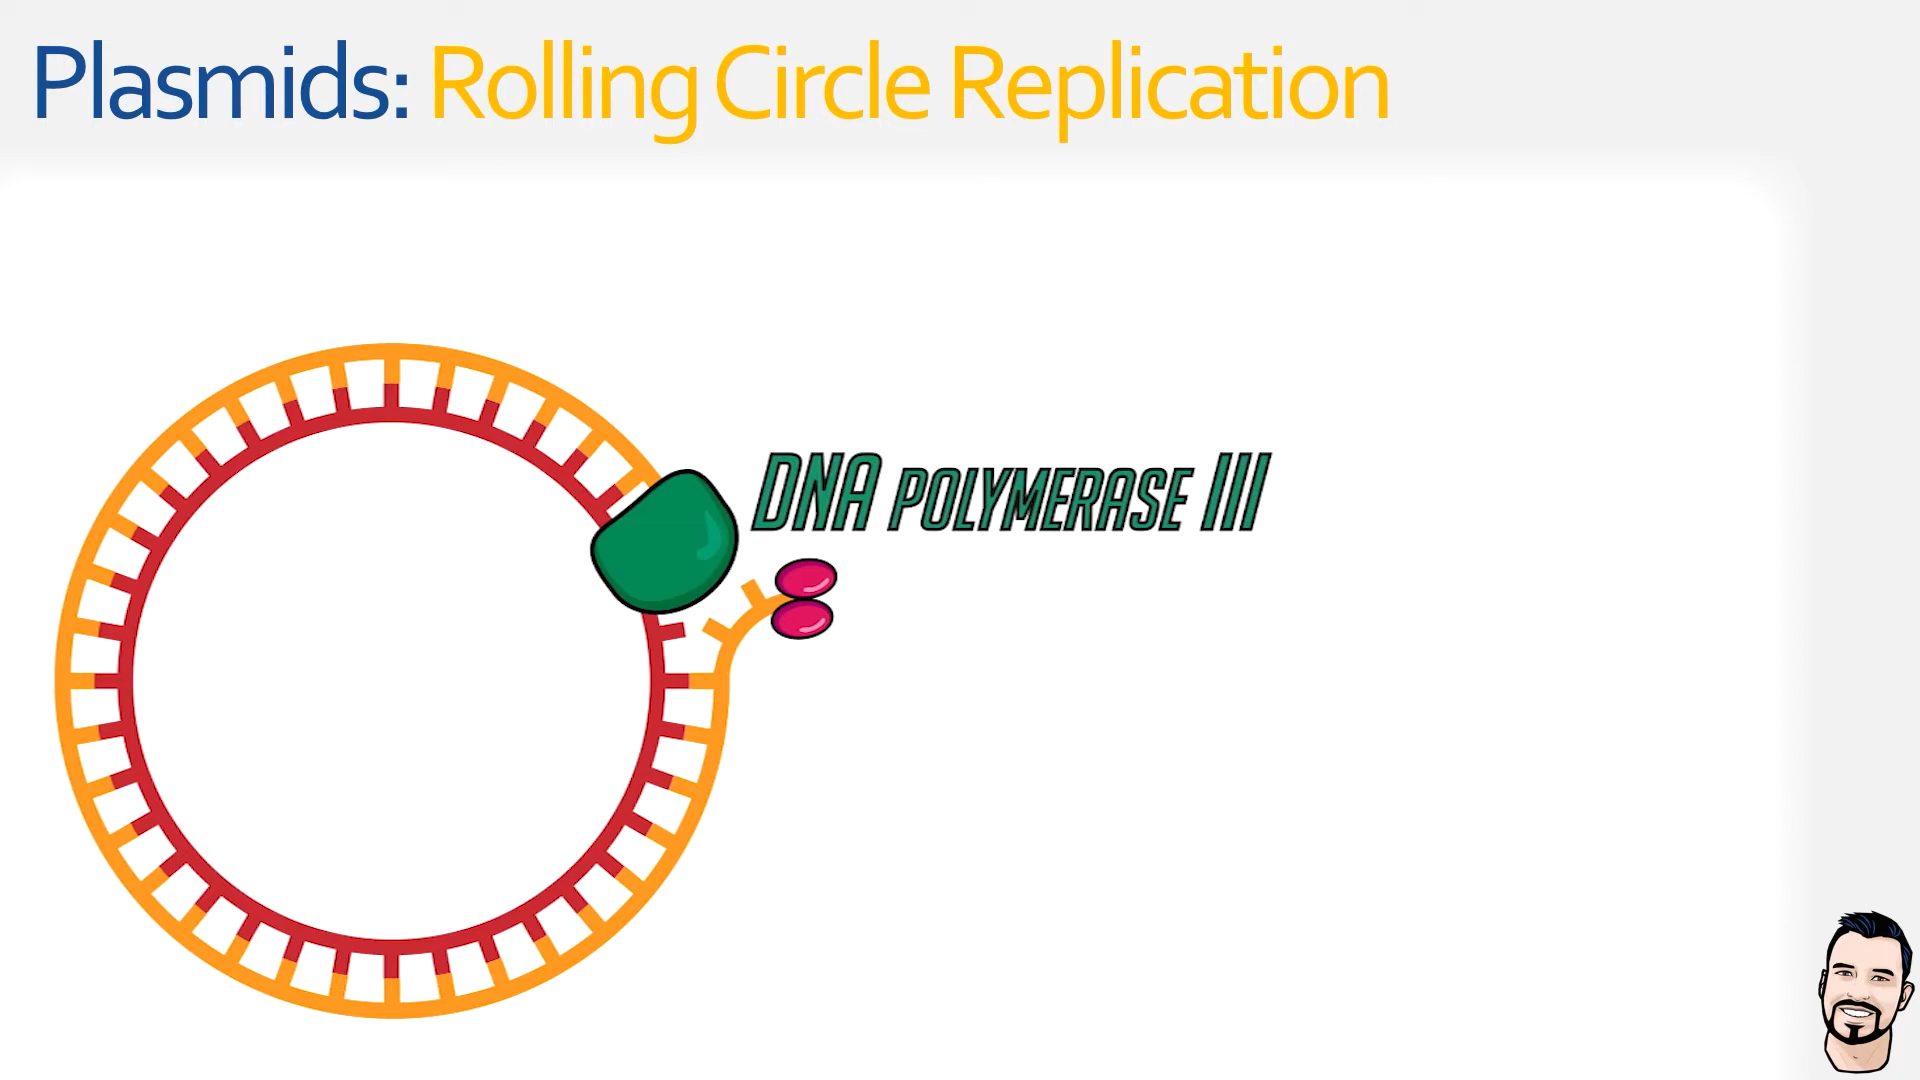 Plasmids: Rolling Circle Replication
DNA POLYMERASE III